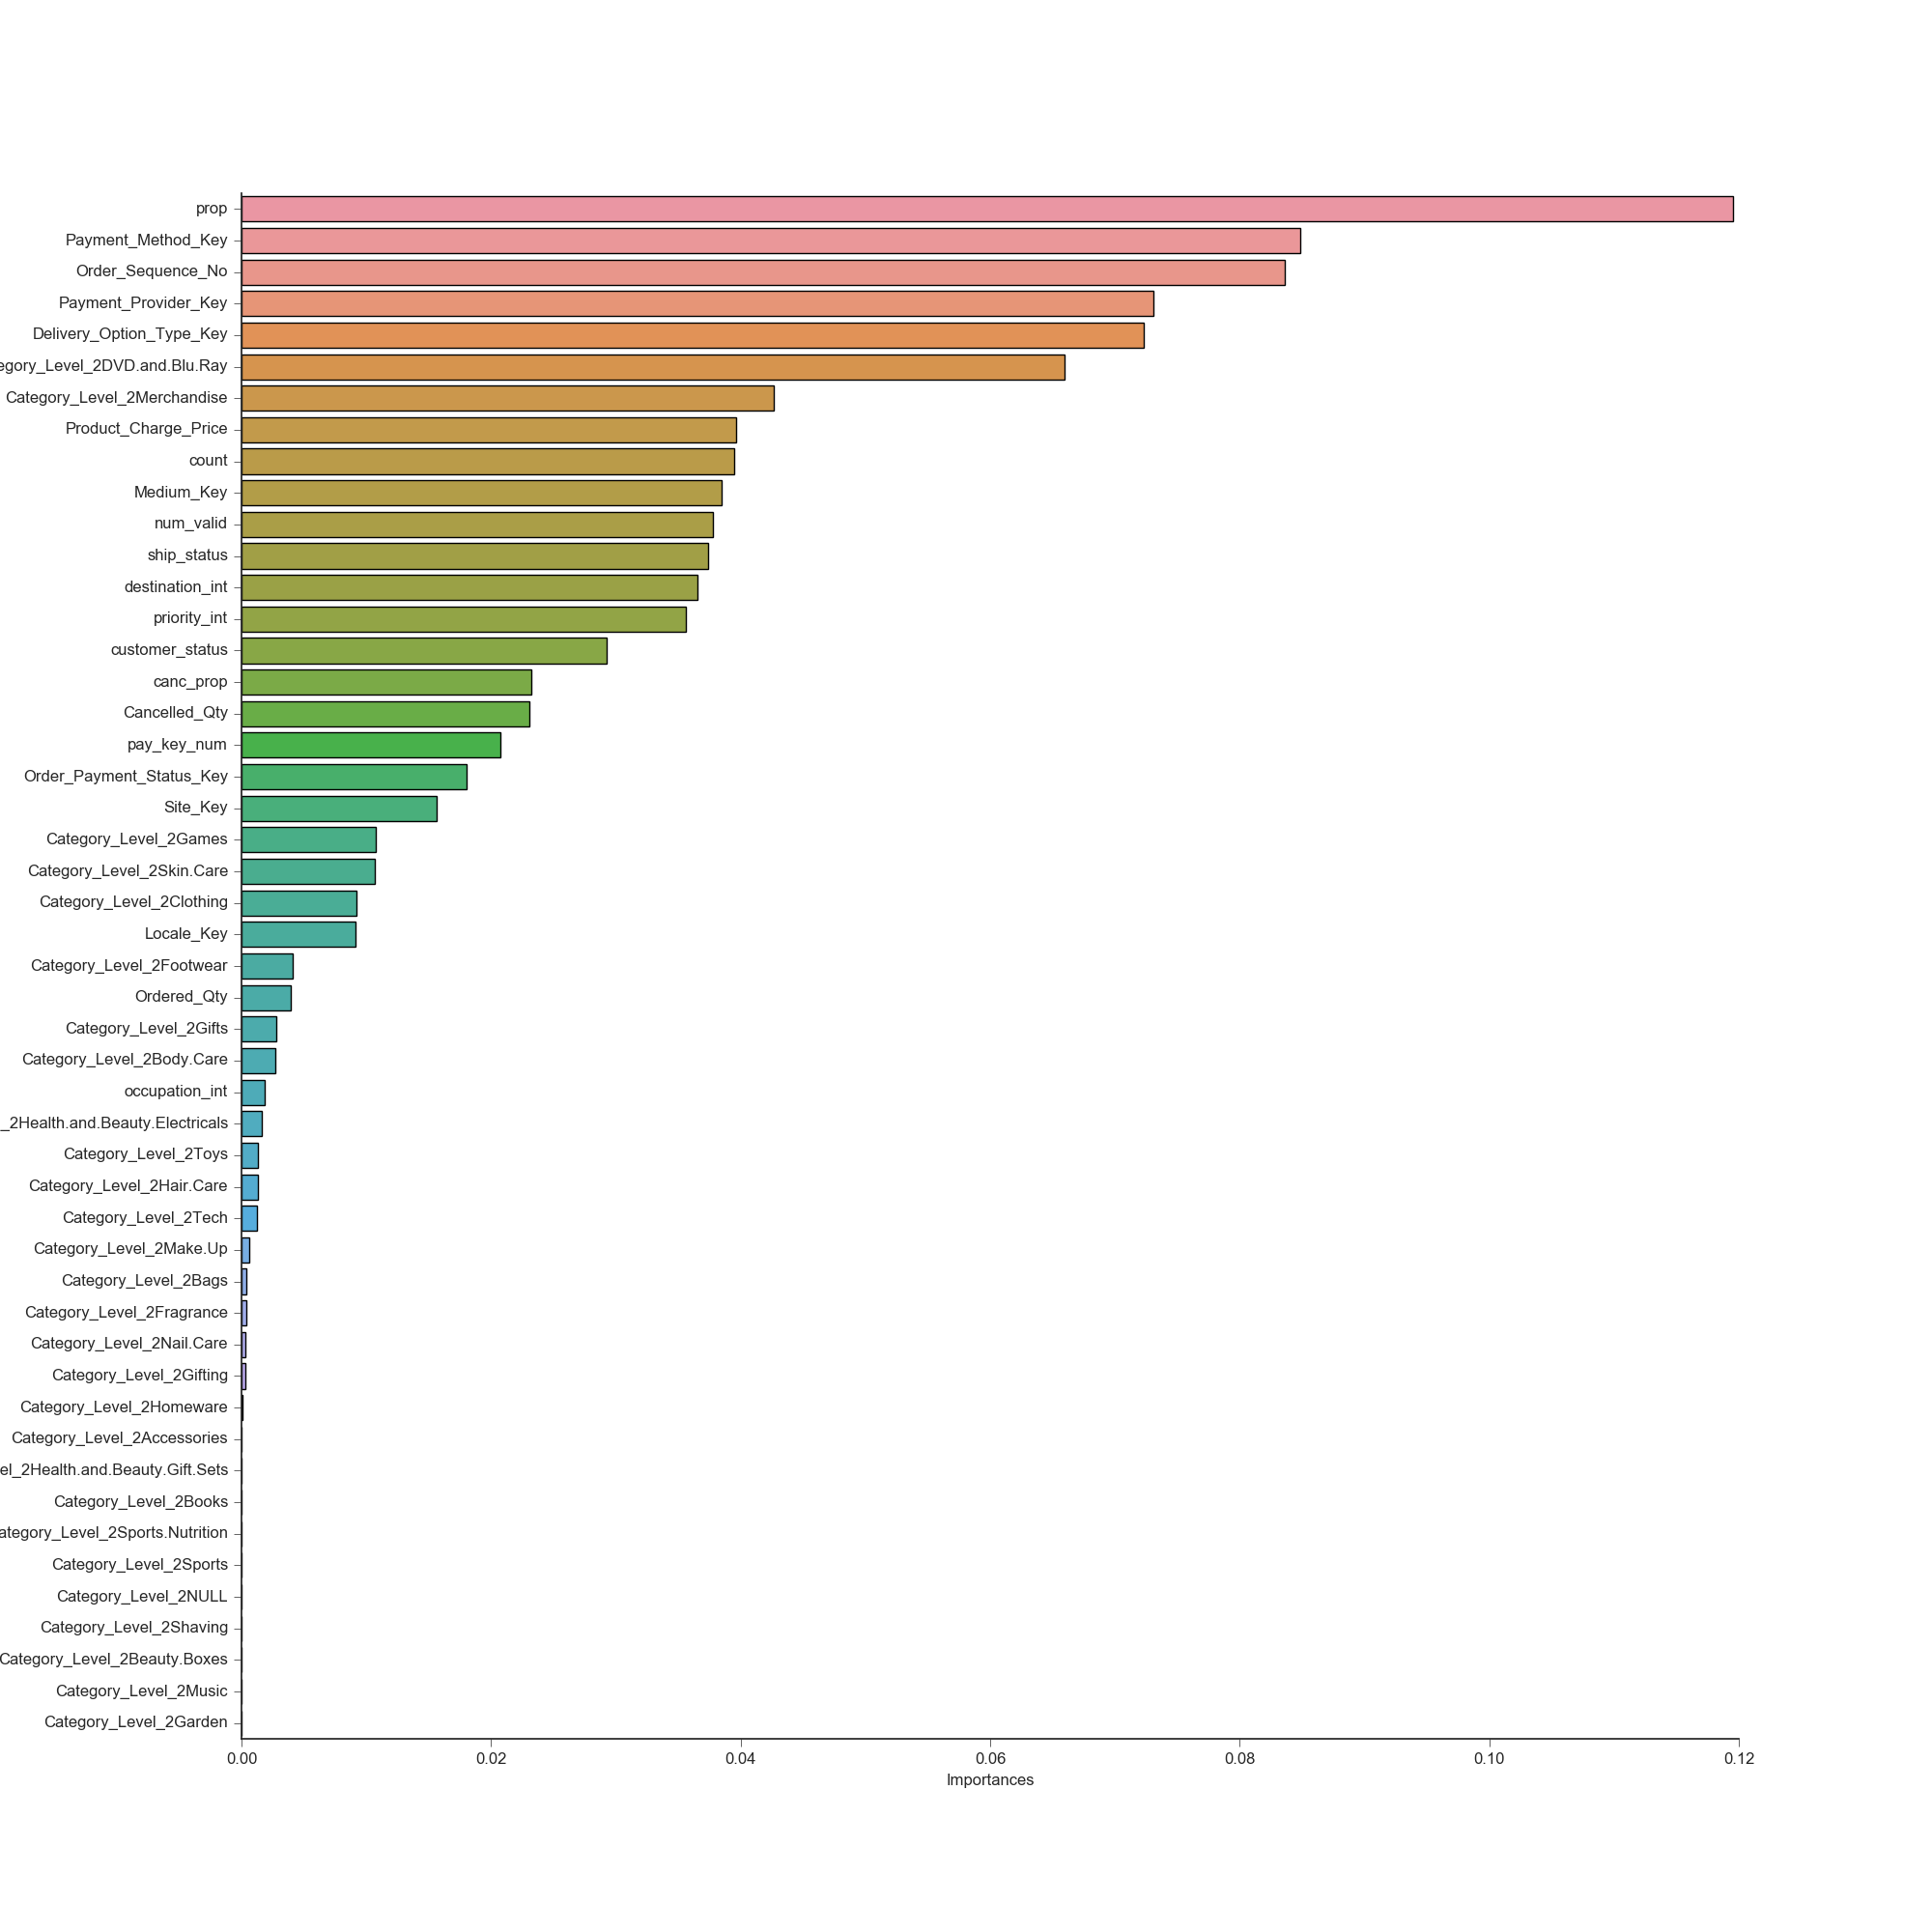 prop
Payment_Method_Key
Order_Sequence_No
Payment_Provider_Key
Delivery_Option_Type_Key
egory_Level_2DVD.and.Blu.Ray
Category_Level_2Merchandise
Product_Charge_Price
count
Medium_Key
num_valid
ship_status
destination_int
priority_int
customer_status
canc_prop
Cancelled_Qty
pay_key_num
Order_Payment_Status_Key
Site_Key
Category_Level_2Games
Category_Level_2Skin.Care
Category_Level_2Clothing
Locale_Key
Category_Level_2Footwear
Ordered_Qty
Category_Level_2Gifts
Category_Level_2Body.Care
occupation_int
_2Health.and.Beauty.Electricals
Category_Level_2Toys
Category_Level_2Hair.Care
Category_Level_2Tech
Category_Level_2Make.Up
Category_Level_2Bags
Category_Level_2Fragrance
Category_Level_2Nail.Care
Category_Level_2Gifting
Category_Level_2Homeware
Category_Level_2Accessories
el_2Health.and.Beauty.Gift.Sets
Category_Level_2Books
ategory_Level_2Sports.Nutrition
Category_Level_2Sports
Category_Level_2NULL
Category_Level_2Shaving
Category_Level_2Beauty.Boxes
Category_Level_2Music
Category_Level_2Garden
0.00 0.02 0.04 0.06 0.08 0.10 0.12
Importances